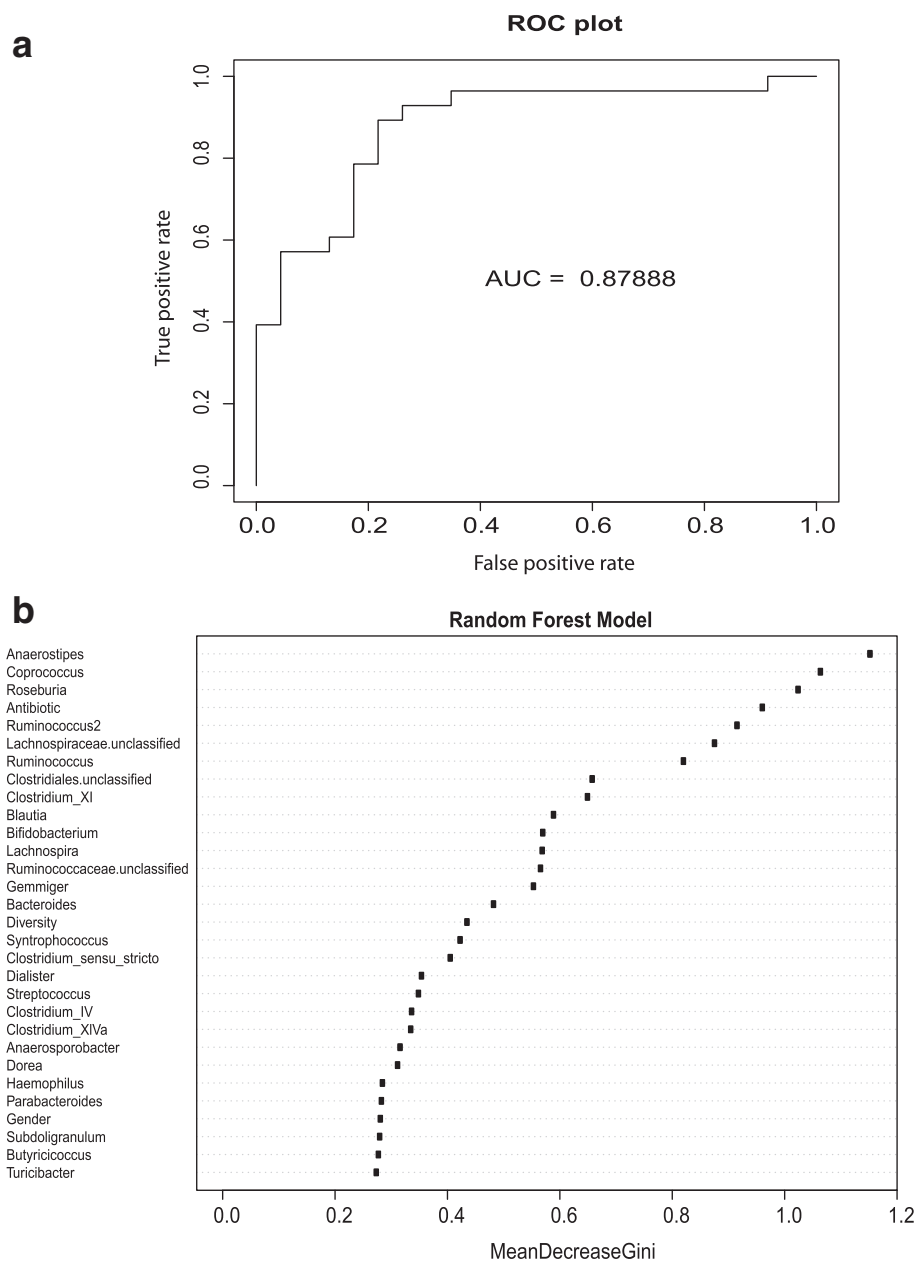 a
ROC plot
1.0
0.8
0.6
0.4
0.2
0.0
True positive rate
AUC = 0.87888
0.0 0.2 0.4 0.6 0.8 1.0
False positive rate
b
Random Forest Model
Anaerostipes
Coprococcus
Roseburia
Antibiotic
Ruminococcus2
Lachnospiraceae.unclassified
Ruminococcus
Clostridiales.unclassified
Clostridium_XI
Blautia
Bifidobacterium
Lachnospira
Ruminococcaceae.unclassified
Gemmiger
Bacteroides
Diversity
Syntrophococcus
Clostridium_sensu_stricto
Dialister
Streptococcus
Clostridium_IV
Clostridium_XIVa
Anaerosporobacter
Dorea
Haemophilus
Parabacteroides
Gender
Subdoligranulum
Butyricicoccus
Turicibacter
0.0 0.2 0.4 0.6 0.8 1.0 1.2
MeanDecreaseGini